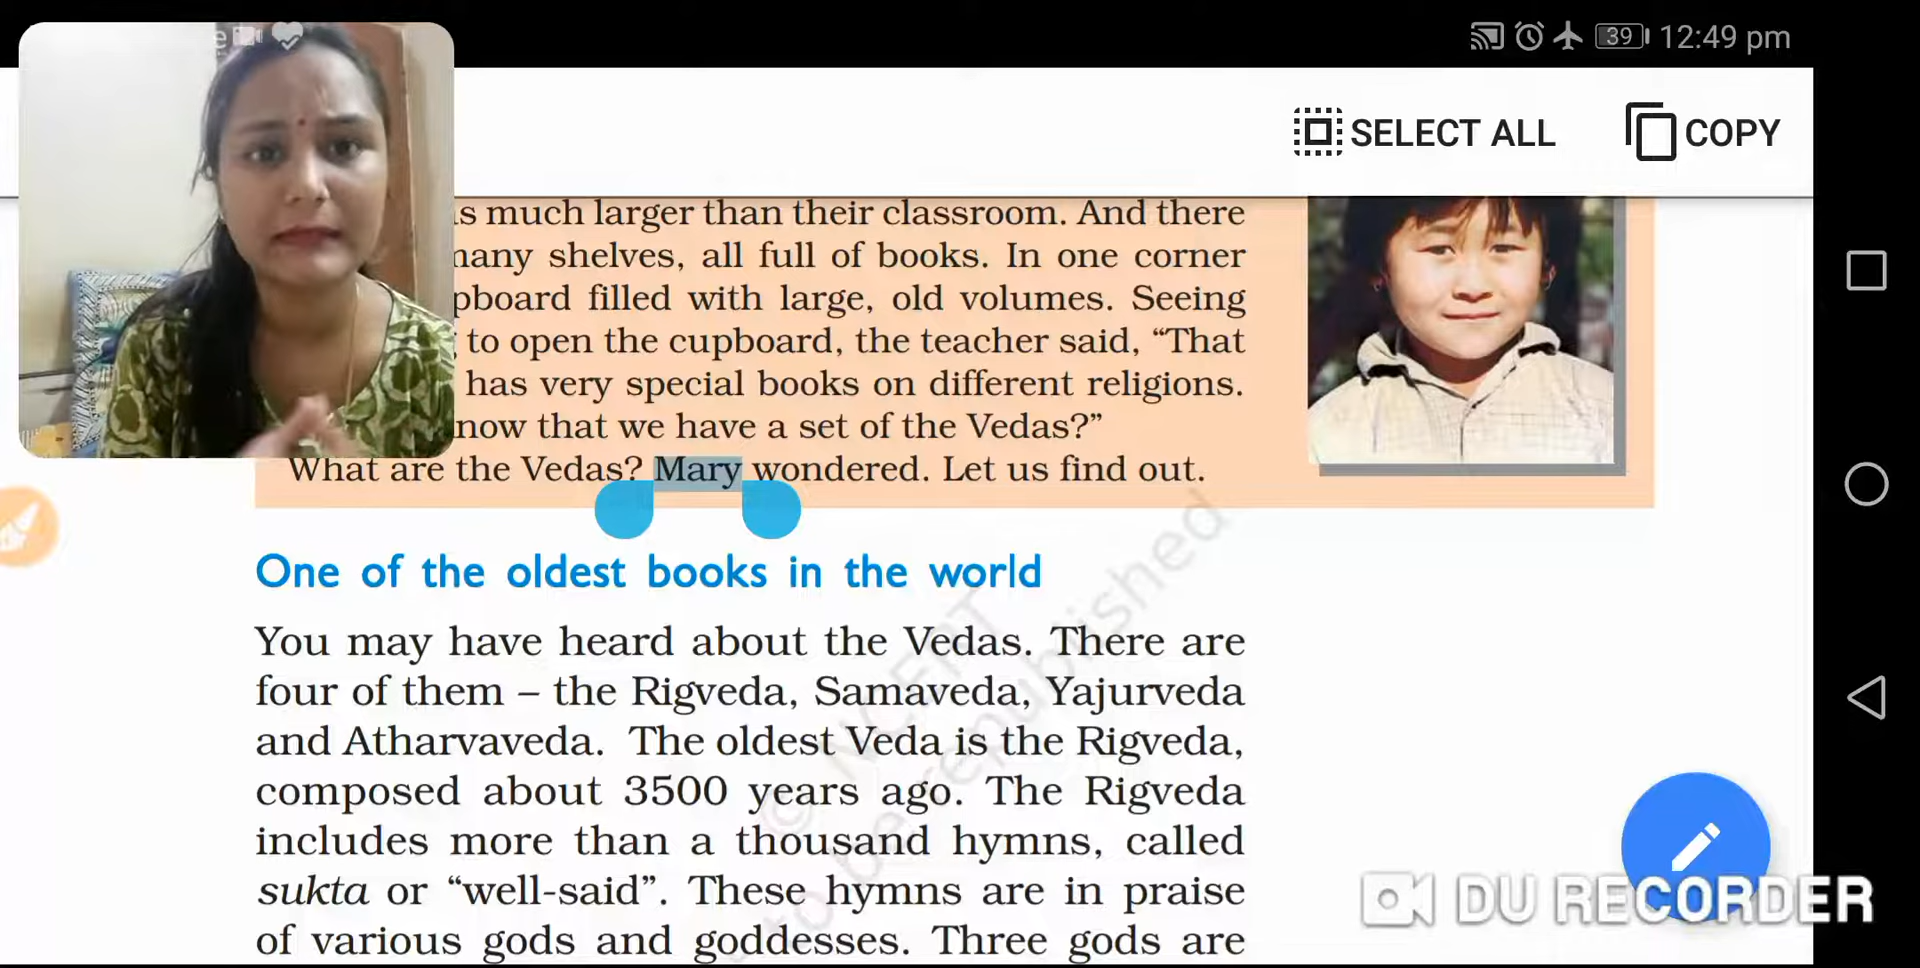 39 12:49 pm
SELECT ALL COPY
s much larger than their classroom. And there
many shelves, all full of books. In one corner
pboard filled with large, old volumes. Seeing
to open the cupboard, the teacher said, “That
has very special books on different religions.
now that we have a set of the Vedas?”
What are the Vedas? Mary wondered. Let us find out.
One of the oldest books in the world
You may have heard about the Vedas. There are
four of them – the Rigveda, Samaveda, Yajurveda
and Atharvaveda. The oldest Veda is the Rigveda,
composed about 3500 years ago. The Rigveda
includes more than a thousand hymns, called
sukta or “well-said”. These hymns are in praise
of various gods and goddesses. Three gods are
© NCERT
to be republished
DU RECORDER